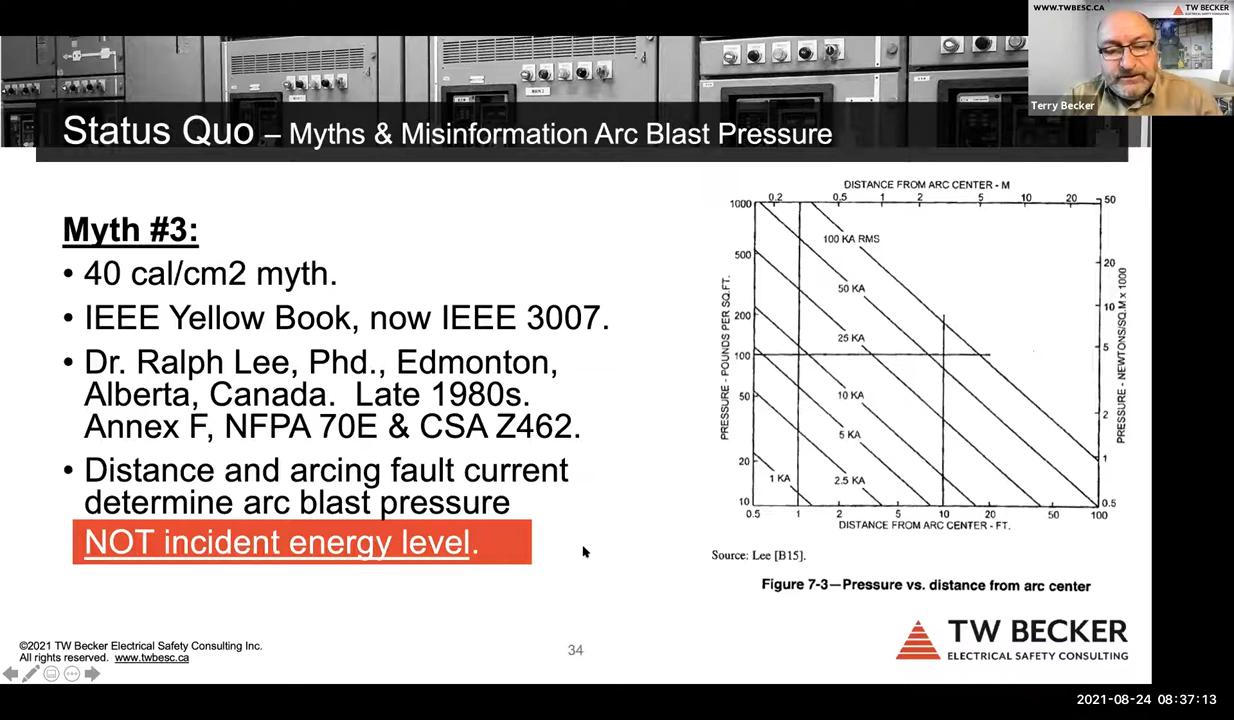 WWW.TWBESC.CA
TW BECKER
ELECTRICAL SAFETY CONSULTING
Terry Becker
Status Quo – Myths & Misinformation Arc Blast Pressure
Myth #3:
• 40 cal/cm2 myth.
• IEEE Yellow Book, now IEEE 3007.
• Dr. Ralph Lee, Phd., Edmonton,
Alberta, Canada. Late 1980s.
Annex F, NFPA 70E & CSA Z462.
• Distance and arcing fault current
determine arc blast pressure
NOT incident energy level.
DISTANCE FROM ARC CENTER - M
0.2 0.5 1 2 5 10 20
1000
500
200
100
50
20
10
PRESSURE - POUNDS PER SQ.FT.
100 KA RMS
50 KA
25 KA
10 KA
5 KA
2.5 KA
1 KA
50
20
10
5
2
1
0.5
PRESSURE - NEWTONS/SQ.M x 1000
0.5 1 2 5 10 20 50 100
DISTANCE FROM ARC CENTER - FT.
Source: Lee [B15].
Figure 7-3—Pressure vs. distance from arc center
©2021 TW Becker Electrical Safety Consulting Inc.
All rights reserved. www.twbesc.ca
34
TW BECKER
ELECTRICAL SAFETY CONSULTING
2021-08-24 08:37:13